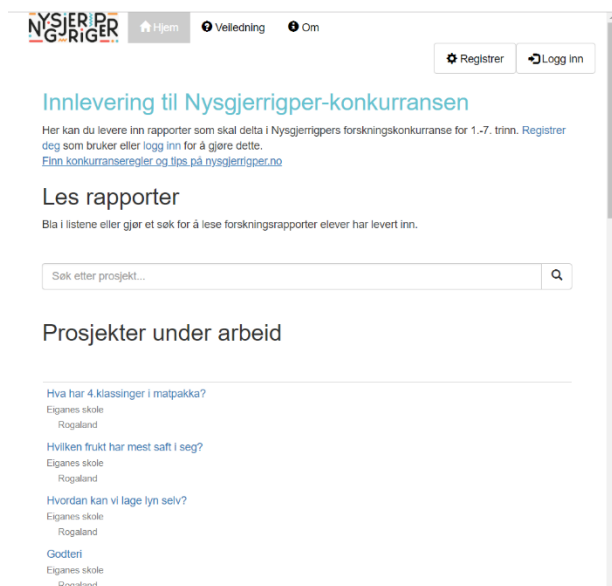 NYSJERRIPER
NGJRIGER
Hjem Veiledning Om
Registrer Logg inn
Innlevering til Nysgjerrigper-konkurransen
Her kan du levere inn rapporter som skal delta i Nysgjerrigpers forskningskonkurranse for 1.-7. trinn. Registrer
deg som bruker eller logg inn for å gjøre dette.
Finn konkurranseregler og tips på nysgjerrigper.no
Les rapporter
Bla i listene eller gjør et søk for å lese forskningsrapporter elever har levert inn.
Søk etter prosjekt...
Prosjekter under arbeid
Hva har 4.klassinger i matpakka?
Eiganes skole
Rogaland
Hvilken frukt har mest saft i seg?
Eiganes skole
Rogaland
Hvordan kan vi lage lyn selv?
Eiganes skole
Rogaland
Godteri
Eiganes skole
Rogaland